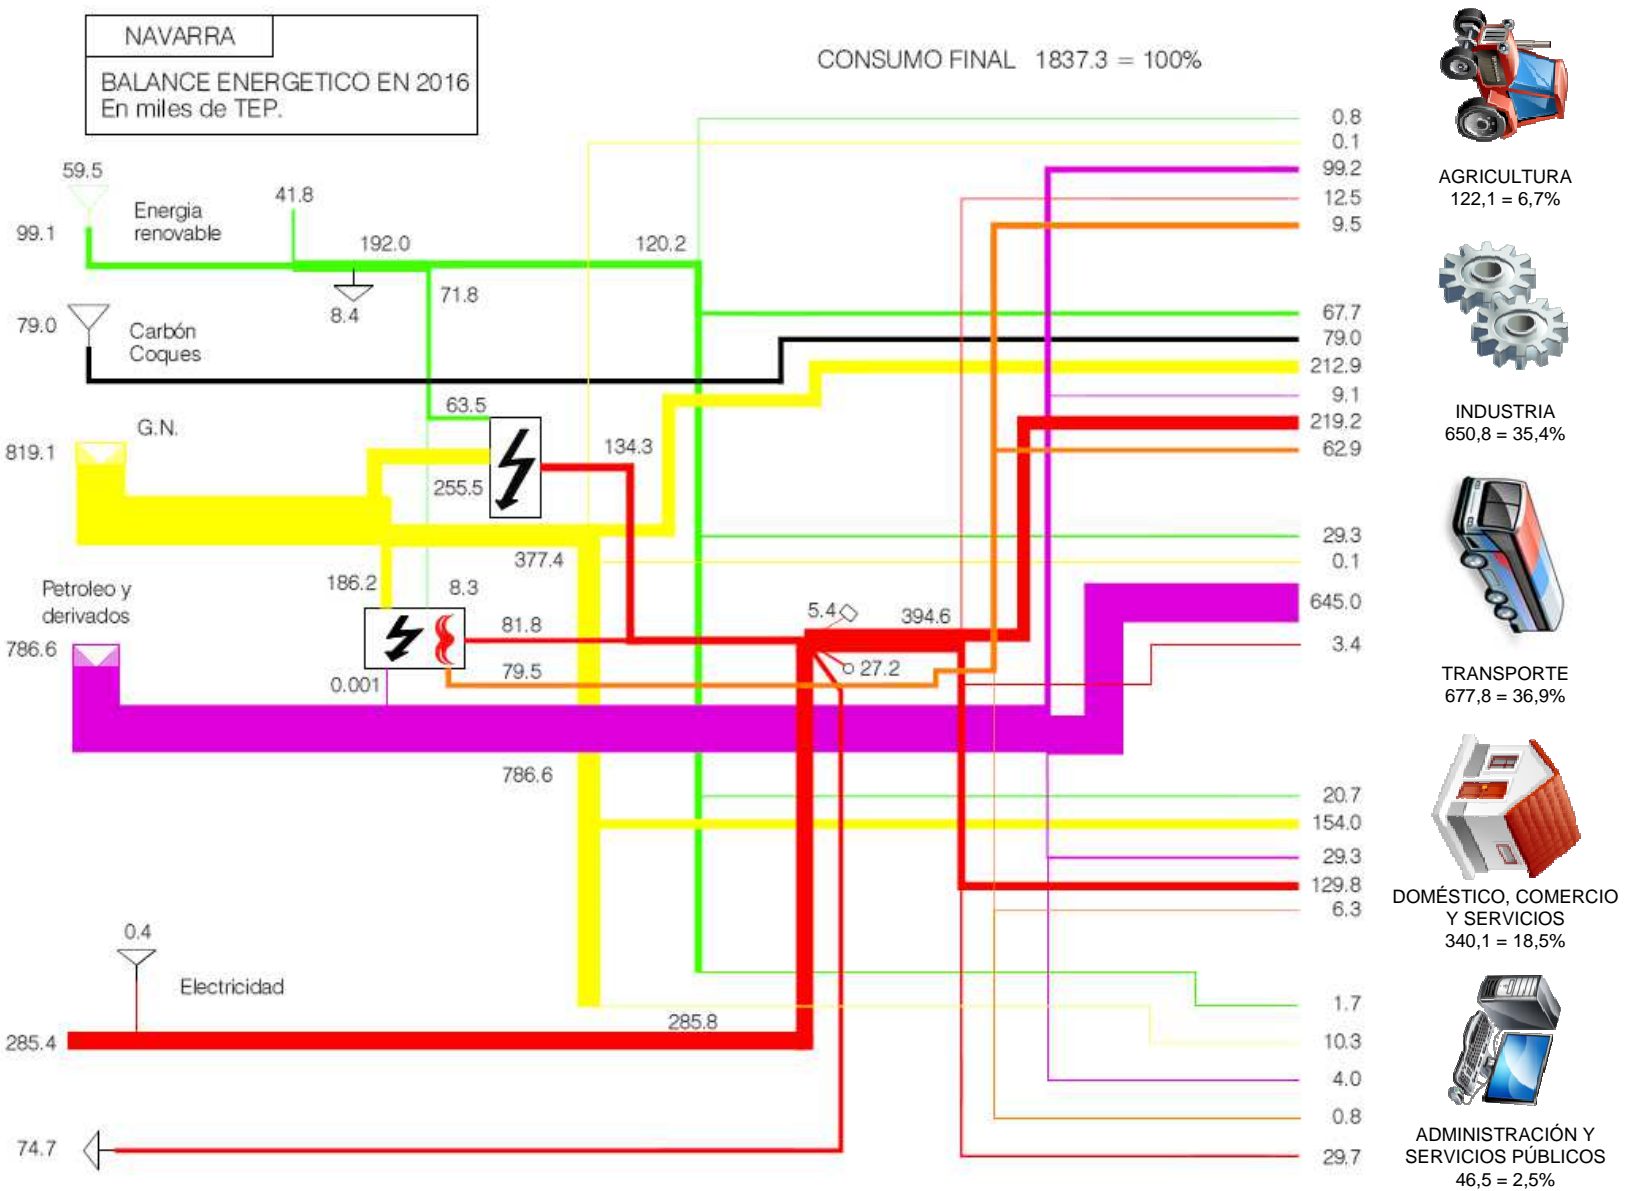 NAVARRA
BALANCE ENERGETICO EN 2016
En miles de TEP.
CONSUMO FINAL 1837.3 = 100%
59.5
99.1
Energia
renovable
41.8
192.0
8.4
71.8
120.2
79.0
Carbón
Coques
63.5
G.N.
819.1
255.5
134.3
377.4
186.2
8.3
Petroleo y
derivados
786.6
81.8
79.5
0.001
5.4
394.6
27.2
786.6
0.4
Electricidad
285.4
285.8
74.7
0.8
0.1
99.2
12.5
9.5
AGRICULTURA
122,1 = 6,7%
67.7
79.0
212.9
9.1
219.2
62.9
INDUSTRIA
650,8 = 35,4%
29.3
0.1
645.0
3.4
TRANSPORTE
677,8 = 36,9%
20.7
154.0
29.3
129.8
6.3
DOMÉSTICO, COMERCIO
Y SERVICIOS
340,1 = 18,5%
1.7
10.3
4.0
0.8
29.7
ADMINISTRACIÓN Y
SERVICIOS PÚBLICOS
46,5 = 2,5%